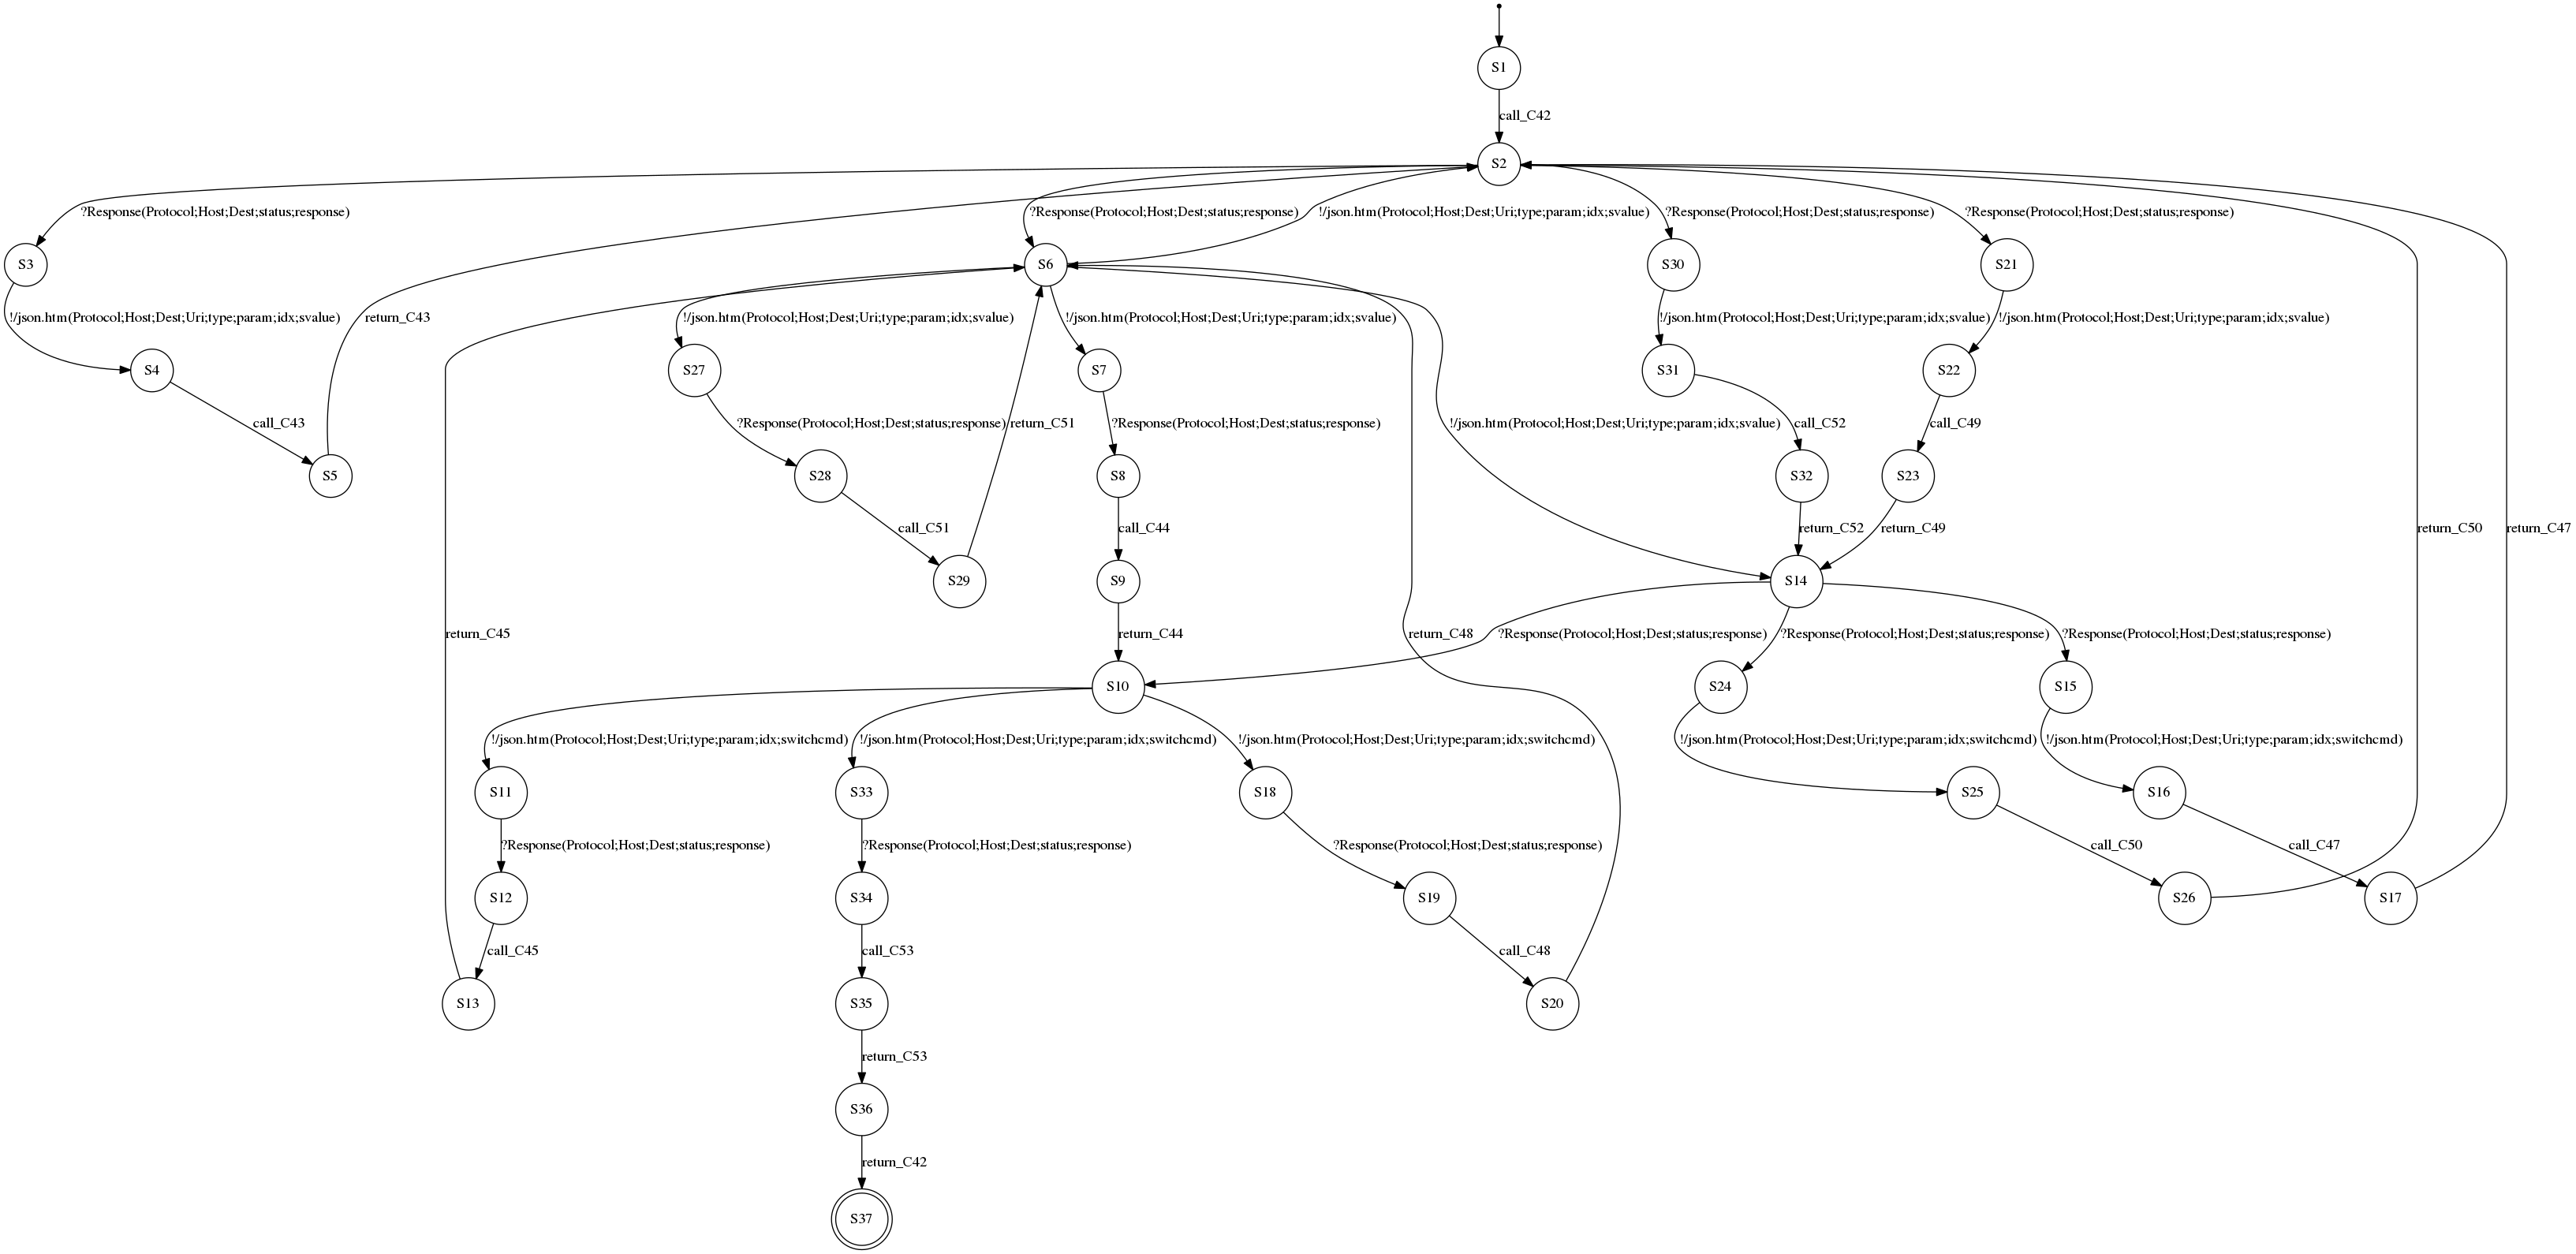 S1
call_C42
S2
?Response(Protocol;Host;Dest;status;response)
?Response(Protocol;Host;Dest;status;response)
!/json.htm(Protocol;Host;Dest;Uri;type;param;idx;svalue)
?Response(Protocol;Host;Dest;status;response)
?Response(Protocol;Host;Dest;status;response)
S3
S6
S30
S21
!/json.htm(Protocol;Host;Dest;Uri;type;param;idx;svalue)
return_C43
!/json.htm(Protocol;Host;Dest;Uri;type;param;idx;svalue)
!/json.htm(Protocol;Host;Dest;Uri;type;param;idx;svalue)
!/json.htm(Protocol;Host;Dest;Uri;type;param;idx;svalue)
!/json.htm(Protocol;Host;Dest;Uri;type;param;idx;svalue)
S4
S27
S7
S31
S22
call_C43
?Response(Protocol;Host;Dest;status;response)
return_C51
?Response(Protocol;Host;Dest;status;response)
!/json.htm(Protocol;Host;Dest;Uri;type;param;idx;svalue)
call_C52
call_C49
S5
S28
S8
S32
S23
call_C51
call_C44
return_C52
return_C49
return_C50
return_C47
S29
S9
S14
return_C45
return_C44
return_C48
?Response(Protocol;Host;Dest;status;response)
?Response(Protocol;Host;Dest;status;response)
?Response(Protocol;Host;Dest;status;response)
S10
S24
S15
!/json.htm(Protocol;Host;Dest;Uri;type;param;idx;switchcmd)
!/json.htm(Protocol;Host;Dest;Uri;type;param;idx;switchcmd)
!/json.htm(Protocol;Host;Dest;Uri;type;param;idx;switchcmd)
!/json.htm(Protocol;Host;Dest;Uri;type;param;idx;switchcmd)
!/json.htm(Protocol;Host;Dest;Uri;type;param;idx;switchcmd)
S11
S33
S18
S25
S16
?Response(Protocol;Host;Dest;status;response)
?Response(Protocol;Host;Dest;status;response)
?Response(Protocol;Host;Dest;status;response)
call_C50
call_C47
S12
S34
S19
S26
S17
call_C45
call_C53
call_C48
S13
S35
S20
return_C53
S36
return_C42
S37